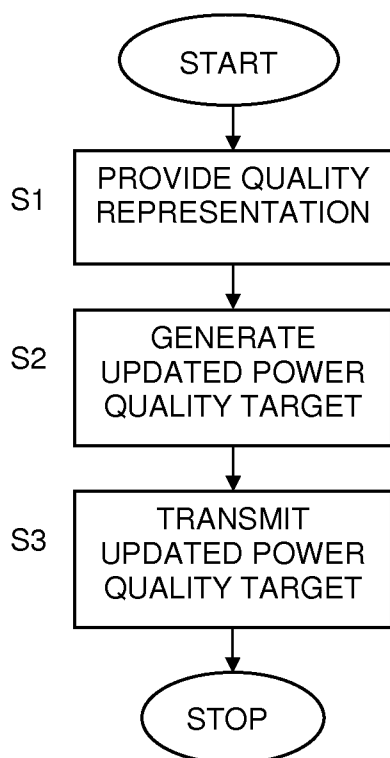 START
S1
PROVIDE QUALITY
REPRESENTATION
S2
GENERATE
UPDATED POWER
QUALITY TARGET
S3
TRANSMIT
UPDATED POWER
QUALITY TARGET
STOP